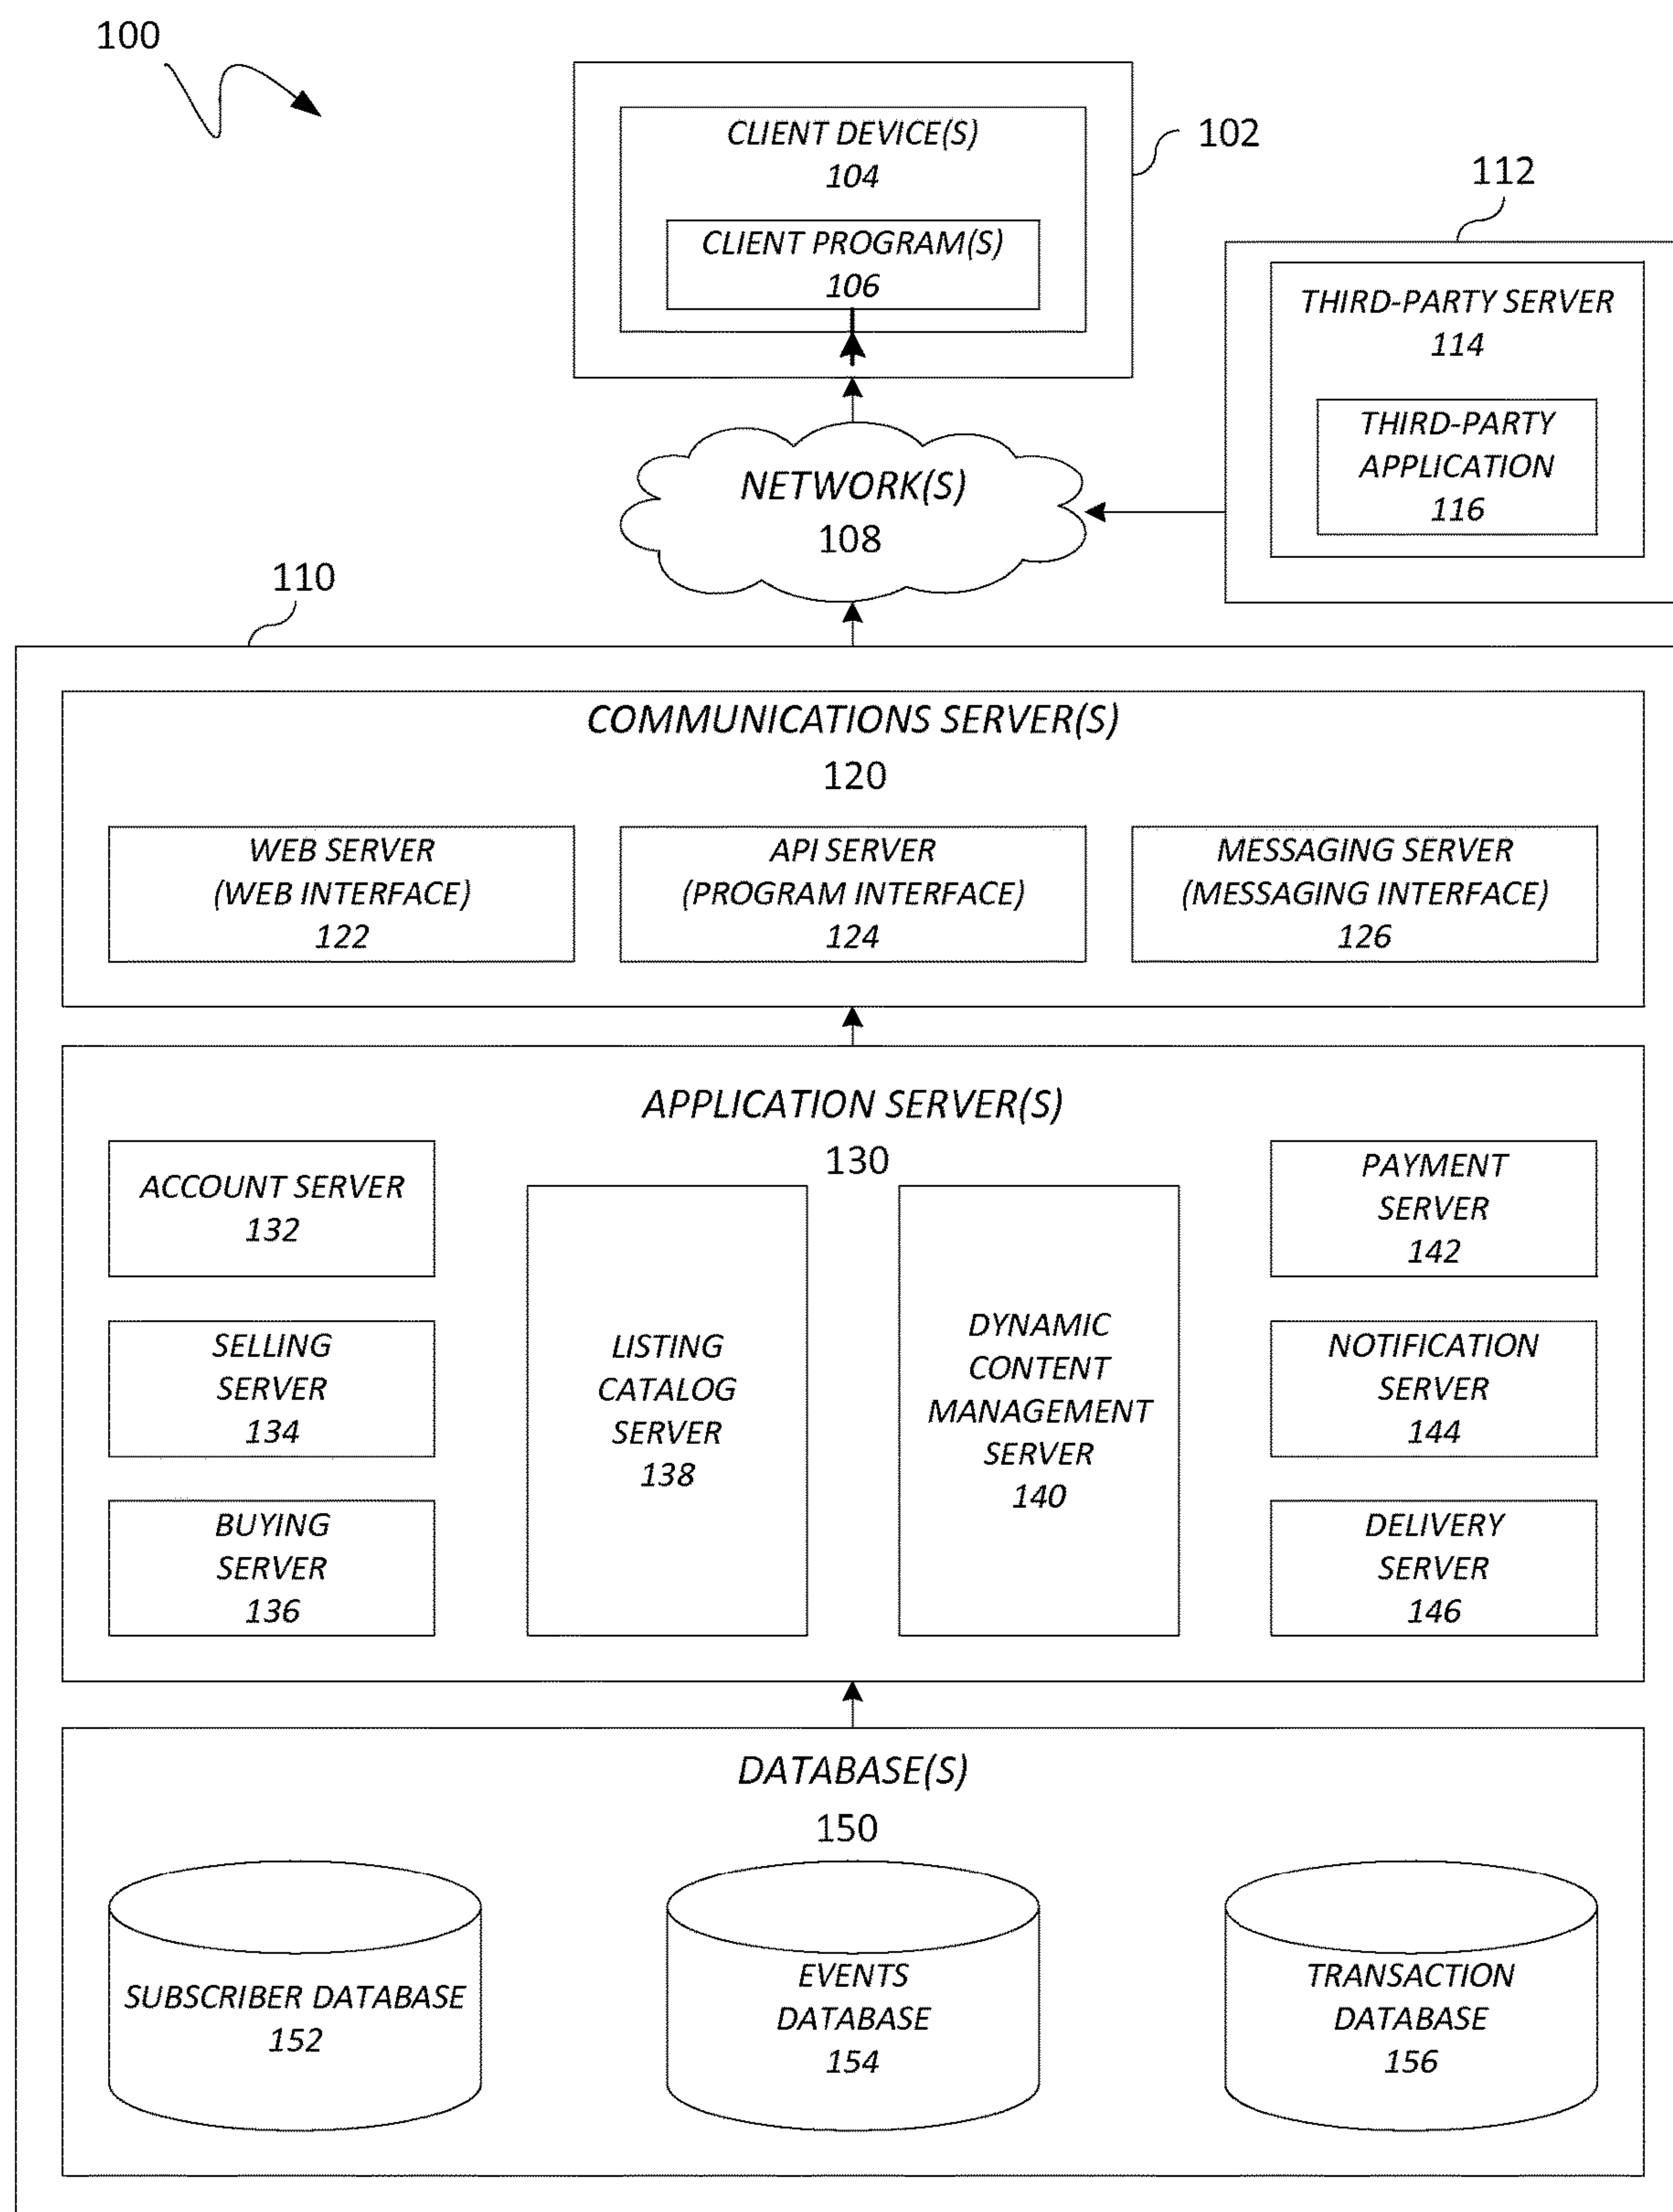 100
CLIENT DEVICE(S)
104
102
CLIENT PROGRAM(S)
106
112
THIRD-PARTY SERVER
114
THIRD-PARTY
APPLICATION
116
NETWORK(S)
108
110
COMMUNICATIONS SERVER(S)
120
WEB SERVER
(WEB INTERFACE)
122
API SERVER
(PROGRAM INTERFACE)
124
MESSAGING SERVER
(MESSAGING INTERFACE)
126
APPLICATION SERVER(S)
130
ACCOUNT SERVER
132
SELLING
SERVER
134
BUYING
SERVER
136
LISTING
CATALOG
SERVER
138
DYNAMIC
CONTENT
MANAGEMENT
SERVER
140
PAYMENT
SERVER
142
NOTIFICATION
SERVER
144
DELIVERY
SERVER
146
DATABASE(S)
150
SUBSCRIBER DATABASE
152
EVENTS
DATABASE
154
TRANSACTION
DATABASE
156